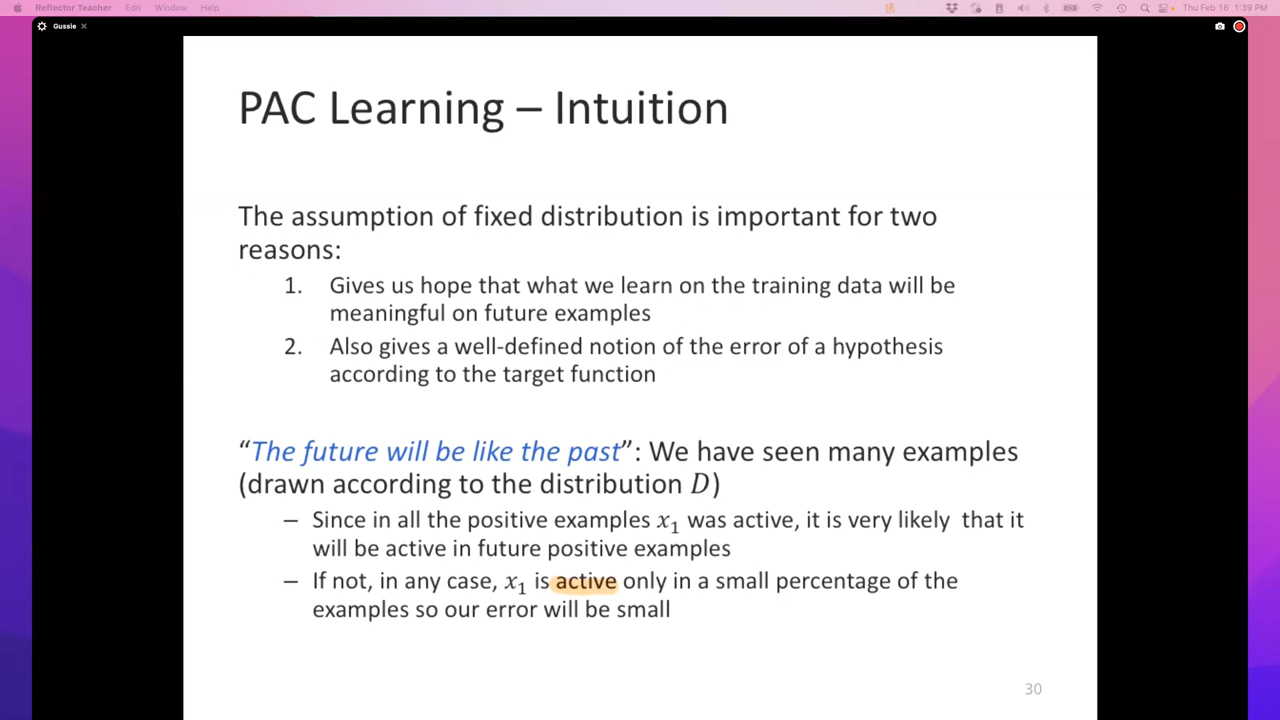 Reflector Teacher Edit Window Help Thu Feb 16 1:39 PM
Gussie
PAC Learning – Intuition
The assumption of fixed distribution is important for two
reasons:
1. Gives us hope that what we learn on the training data will be
meaningful on future examples
2. Also gives a well-defined notion of the error of a hypothesis
according to the target function
“The future will be like the past”: We have seen many examples
(drawn according to the distribution D)
– Since in all the positive examples x₁ was active, it is very likely that it
will be active in future positive examples
– If not, in any case, x₁ is active only in a small percentage of the
examples so our error will be small
30